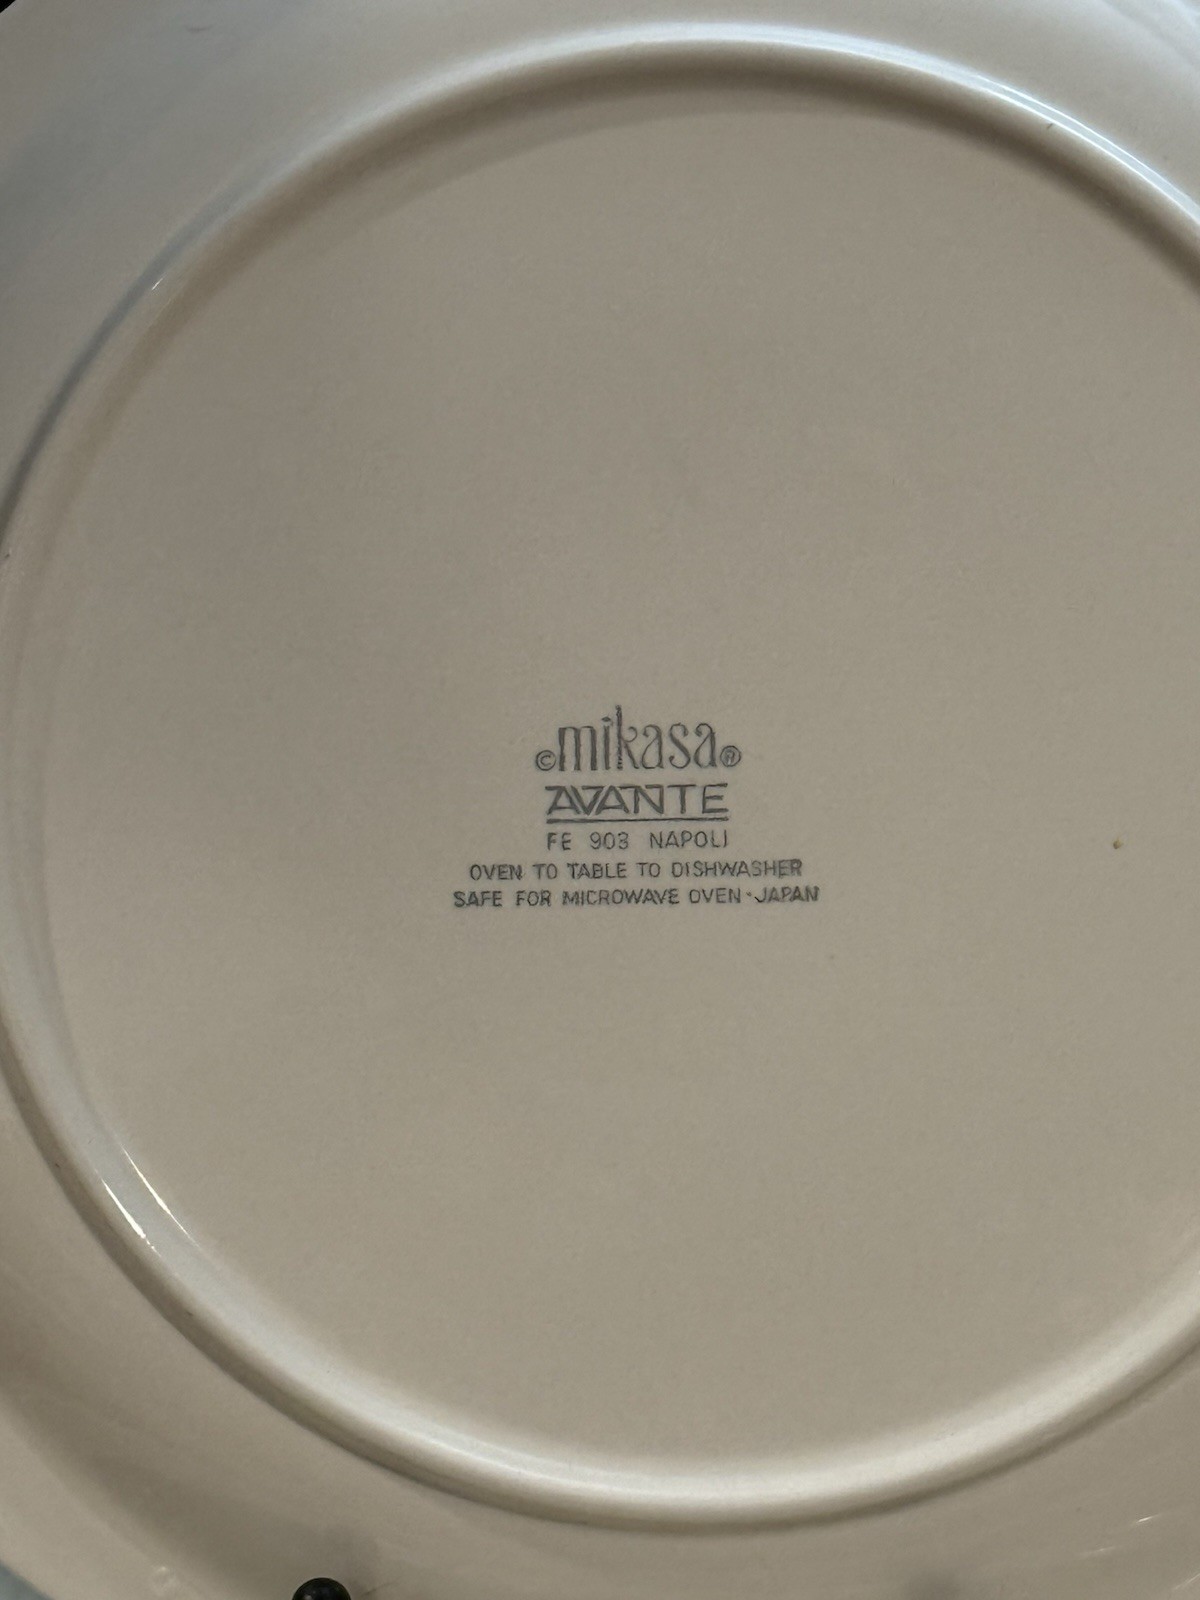 ©mikasa®
AVANTE
FE 903 NAPOLI
OVEN TO TABLE TO DISHWASHER
SAFE FOR MICROWAVE OVEN·JAPAN